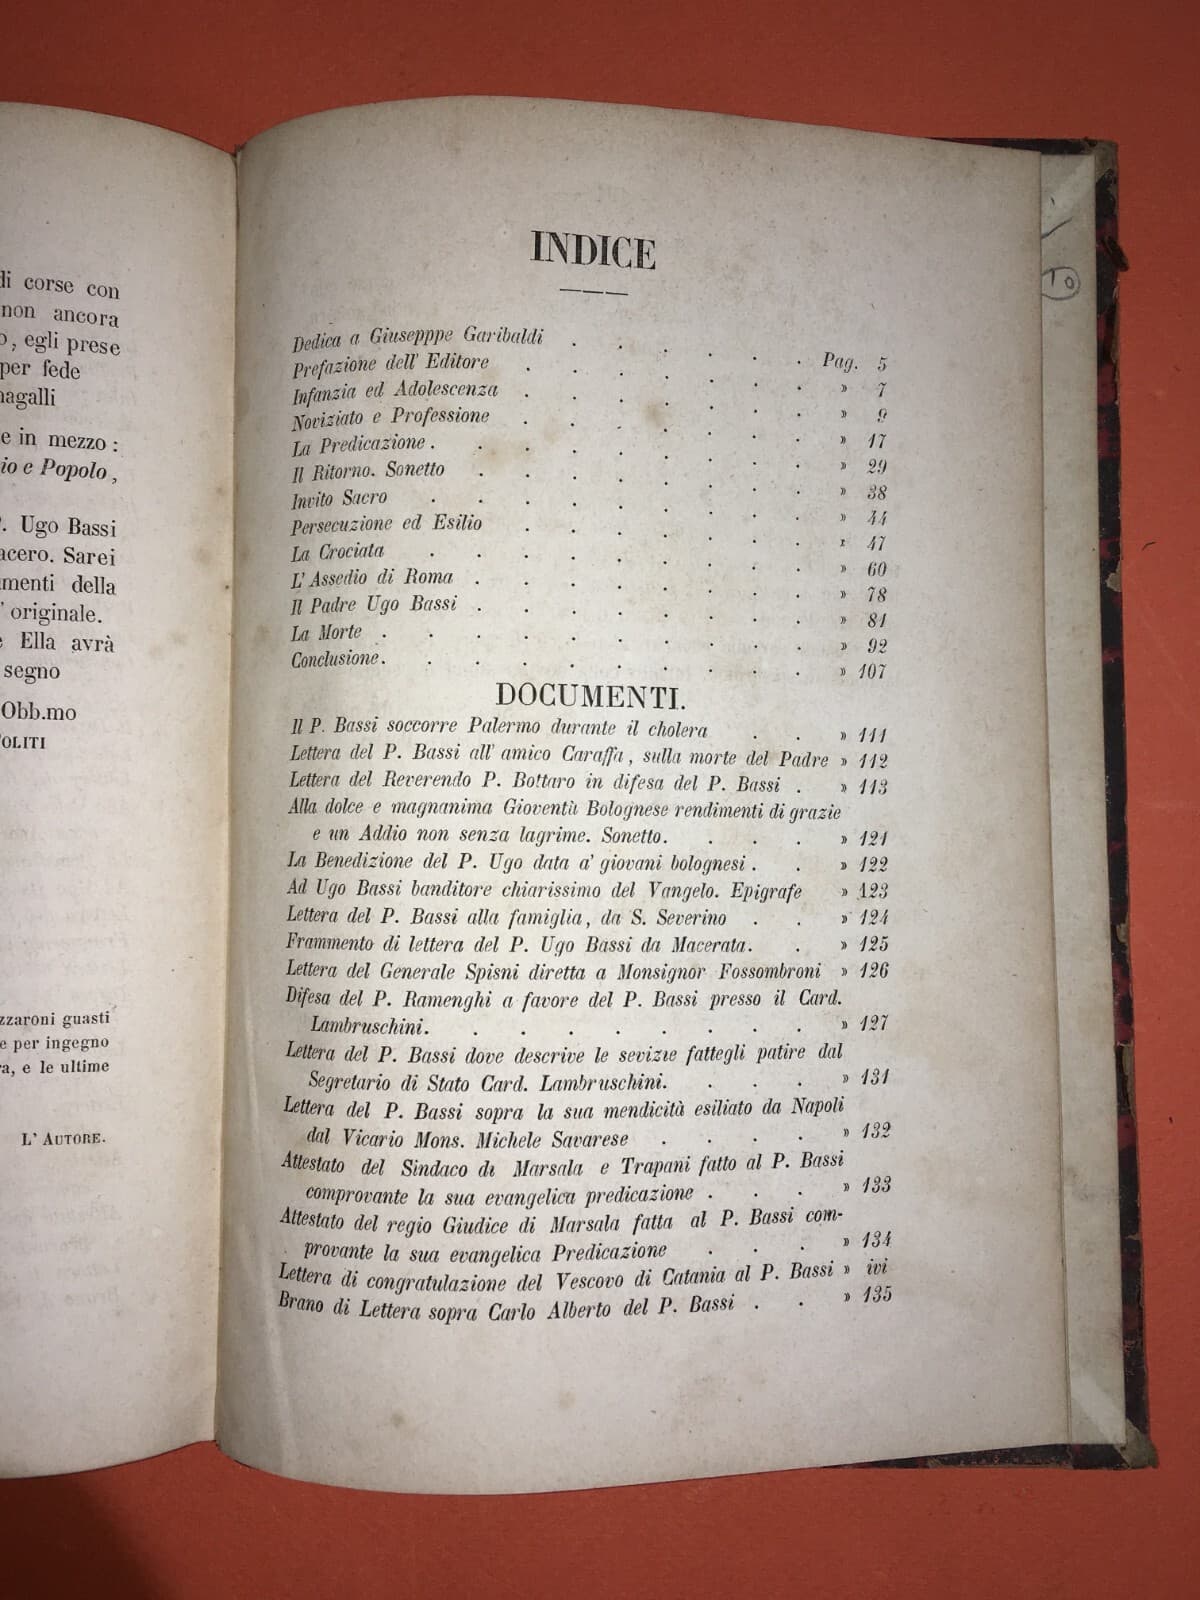 di corse con
non ancora
, egli prese
per fede
magalli
e in mezzo :
io e Popolo ,
P. Ugo Bassi
acero. Sarei
menti della
l' originale.
e Ella avrà
segno
Obb.mo
POLITI
zzaroni guasti
e per ingegno
ra, e le ultime
L' AUTORE.
INDICE
Dedica a Giusepppe Garibaldi . . . . . . Pag. 5
Prefazione dell' Editore . . . . . . . » 7
Infanzia ed Adolescenza . . . . . . . » 9
Noviziato e Professione . . . . . . . » 17
La Predicazione . . . . . . . . . » 29
Il Ritorno. Sonetto . . . . . . . . » 38
Invito Sacro . . . . . . . . . » 44
Persecuzione ed Esilio . . . . . . . » 47
La Crociata . . . . . . . . . » 60
L' Assedio di Roma . . . . . . . . » 78
Il Padre Ugo Bassi . . . . . . . . » 81
La Morte . . . . . . . . . . » 92
Conclusione. . . . . . . . . . » 107
DOCUMENTI.
Il P. Bassi soccorre Palermo durante il cholera . . » 111
Lettera del P. Bassi all' amico Caraffa, sulla morte del Padre » 112
Lettera del Reverendo P. Bottaro in difesa del P. Bassi . » 113
Alla dolce e magnanima Gioventù Bolognese rendimenti di grazie
e un Addio non senza lagrime. Sonetto. . . . » 121
La Benedizione del P. Ugo data a' giovani bolognesi . . » 122
Ad Ugo Bassi banditore chiarissimo del Vangelo. Epigrafe » 123
Lettera del P. Bassi alla famiglia, da S. Severino . . » 124
Frammento di lettera del P. Ugo Bassi da Macerata. . » 125
Lettera del Generale Spisni diretta a Monsignor Fossombroni » 126
Difesa del P. Ramenghi a favore del P. Bassi presso il Card.
Lambruschini. . . . . . . . . . » 127
Lettera del P. Bassi dove descrive le sevizie fattegli patire dal
Segretario di Stato Card. Lambruschini. . . . » 131
Lettera del P. Bassi sopra la sua mendicità esiliato da Napoli
dal Vicario Mons. Michele Savarese . . . . » 132
Attestato del Sindaco di Marsala e Trapani fatto al P. Bassi
comprovante la sua evangelica predicazione . . . » 133
Attestato del regio Giudice di Marsala fatta al P. Bassi com-
provante la sua evangelica Predicazione . . . » 134
Lettera di congratulazione del Vescovo di Catania al P. Bassi » ivi
Brano di Lettera sopra Carlo Alberto del P. Bassi . . » 135
10